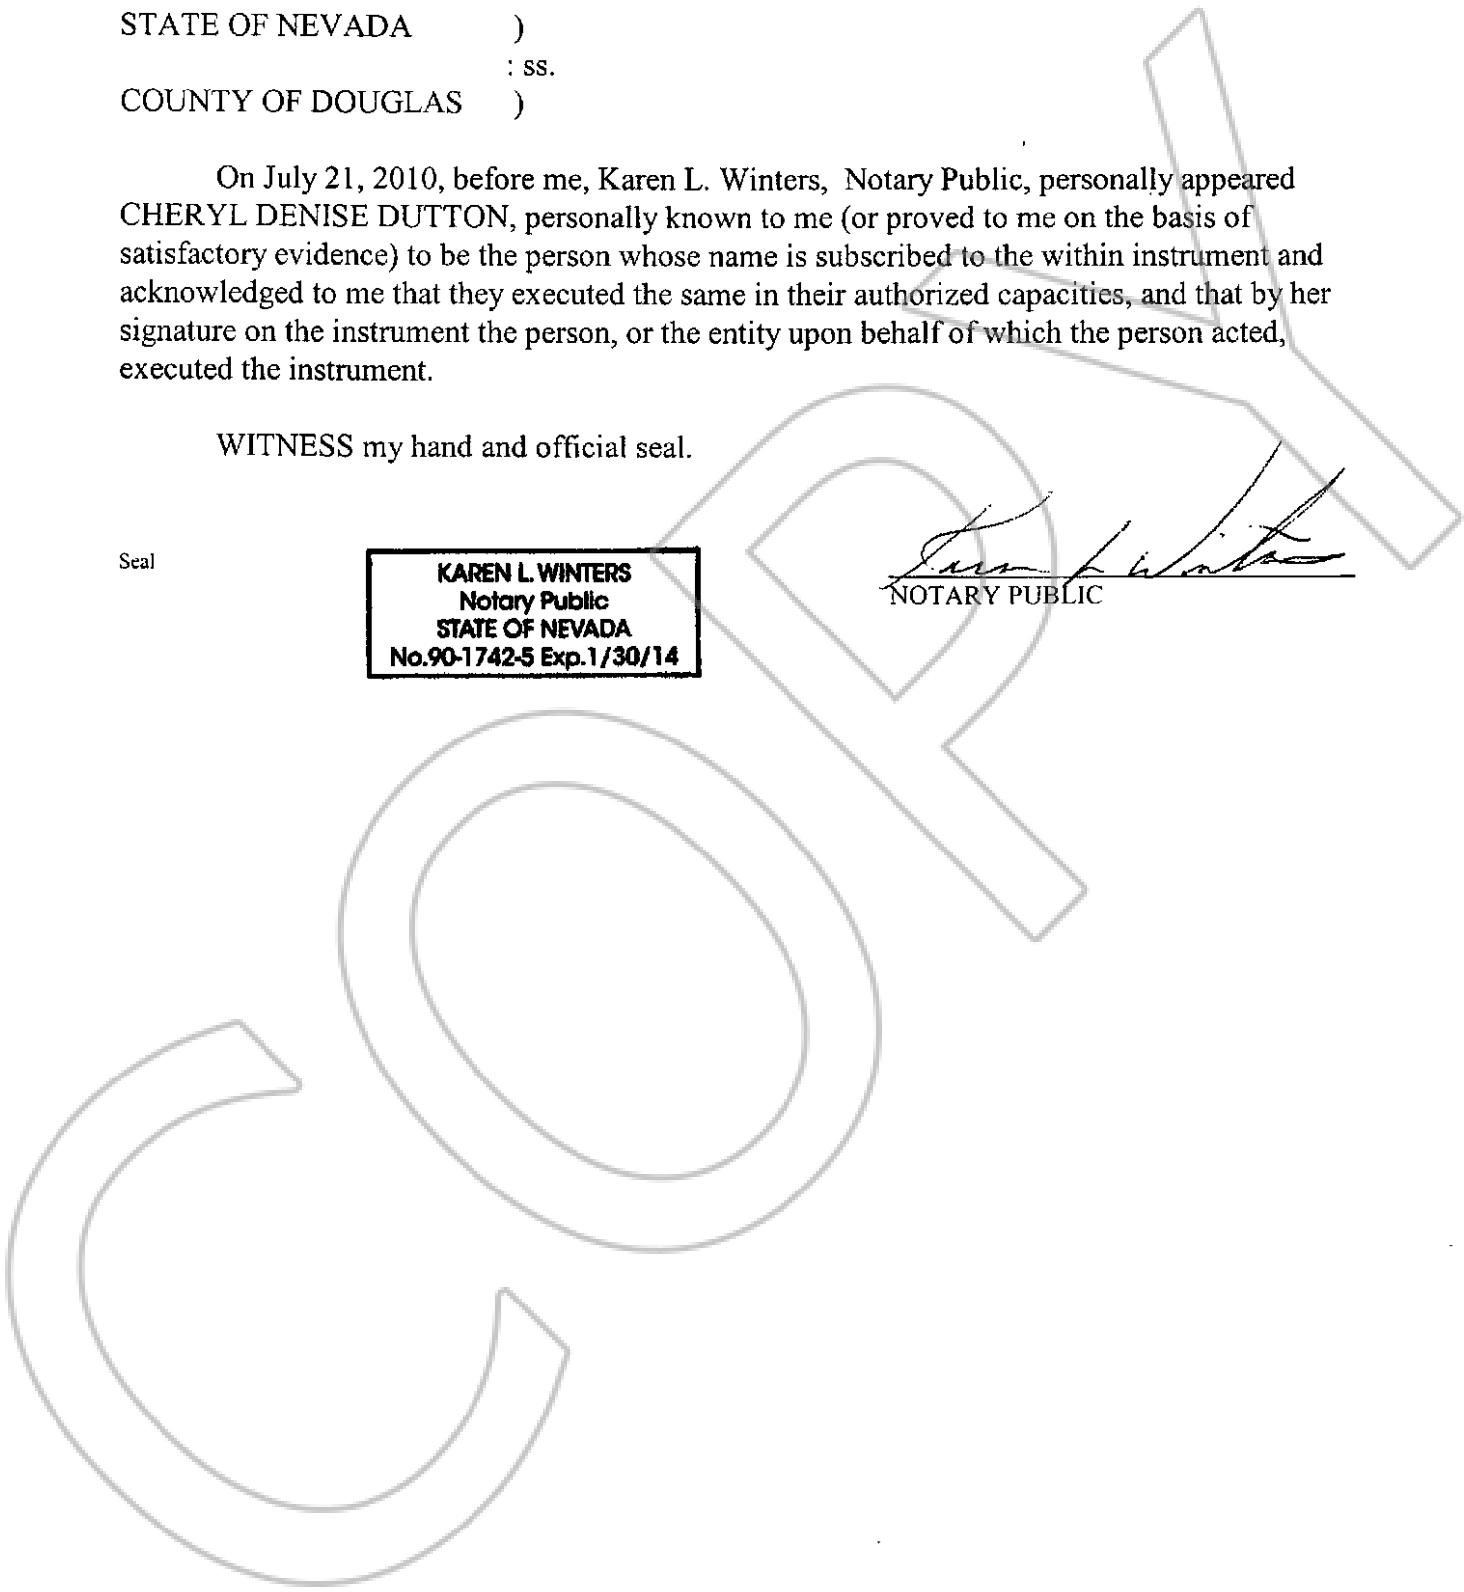 STATE OF NEVADA )
: ss.
COUNTY OF DOUGLAS )
On July 21, 2010, before me, Karen L. Winters, Notary Public, personally appeared
CHERYL DENISE DUTTON, personally known to me (or proved to me on the basis of
satisfactory evidence) to be the person whose name is subscribed to the within instrument and
acknowledged to me that they executed the same in their authorized capacities, and that by her
signature on the instrument the person, or the entity upon behalf of which the person acted,
executed the instrument.
WITNESS my hand and official seal.
Seal
KAREN L. WINTERS
Notary Public
STATE OF NEVADA
No.90-1742-5 Exp.1/30/14
Karen L Winters
NOTARY PUBLIC
COPY